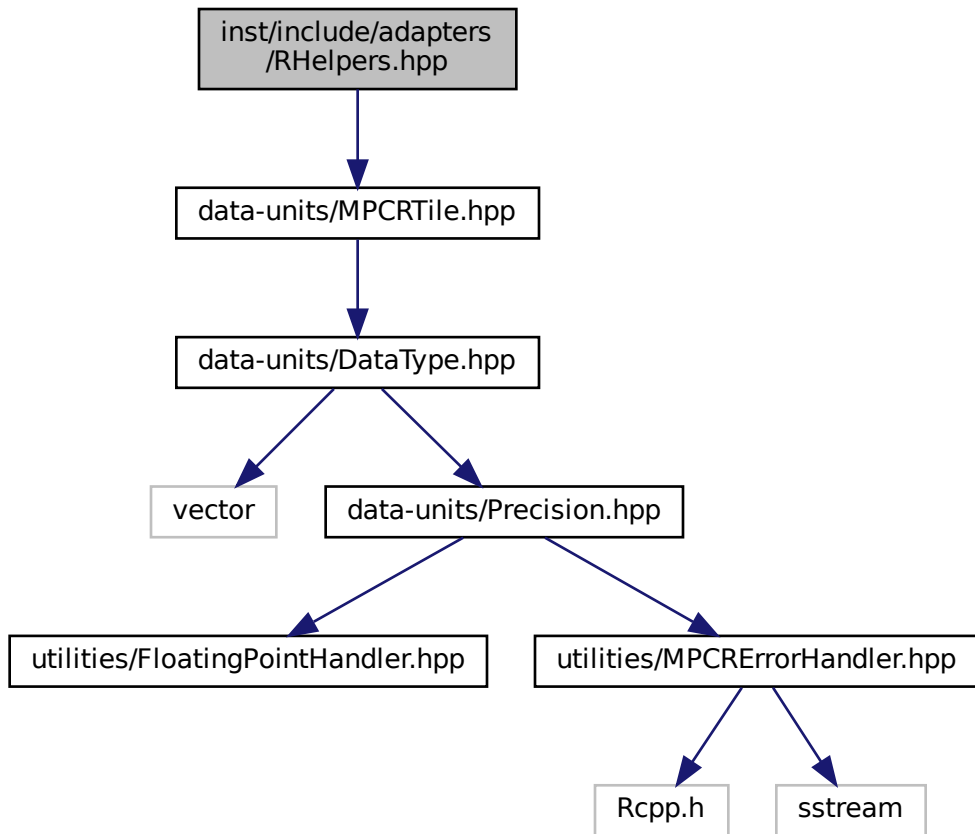 inst/include/adapters
/RHelpers.hpp
data-units/MPCRTile.hpp
data-units/DataType.hpp
vector
data-units/Precision.hpp
utilities/FloatingPointHandler.hpp
utilities/MPCRErrorHandler.hpp
Rcpp.h
sstream